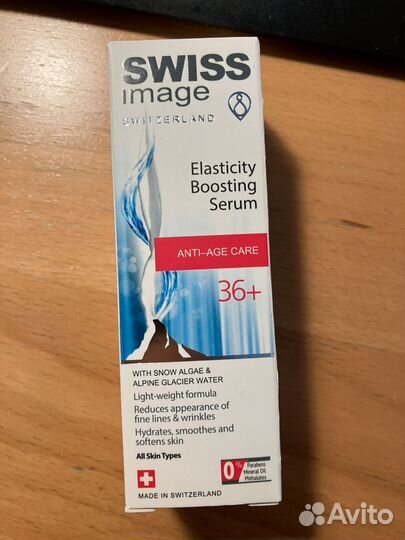 SWISS
image
SWITZERLAND
Elasticity
Boosting
Serum
ANTI–AGE CARE
36+
WITH SNOW ALGAE &
ALPINE GLACIER WATER
Light-weight formula
Reduces appearance of
fine lines & wrinkles
Hydrates, smoothes and
softens skin
All Skin Types
0%
Parabens
Mineral Oil
Phthalates
MADE IN SWITZERLAND
Avito